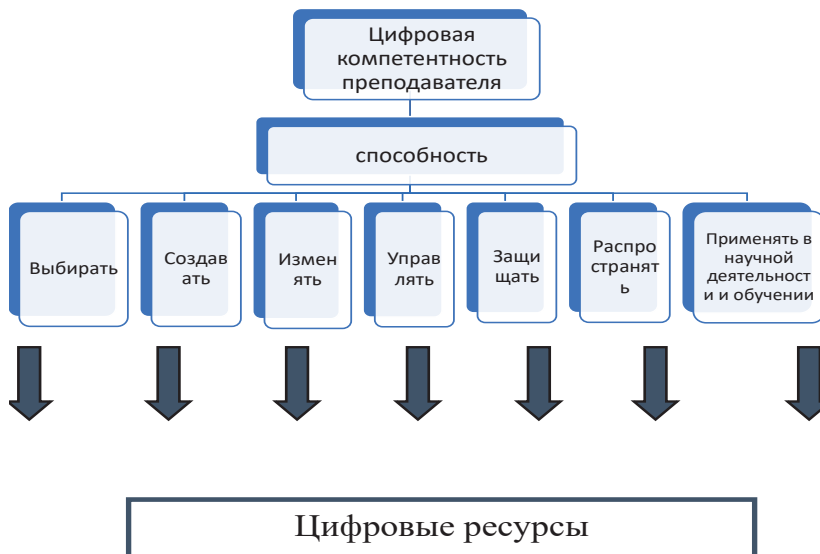 Цифровая
компетентность
преподавателя
способность
Выбирать
Создав
ать
Измен
ять
Управ
лять
Защи
щать
Распро
странят
ь
Применять в
научной
деятельност
и и обучении
Цифровые ресурсы